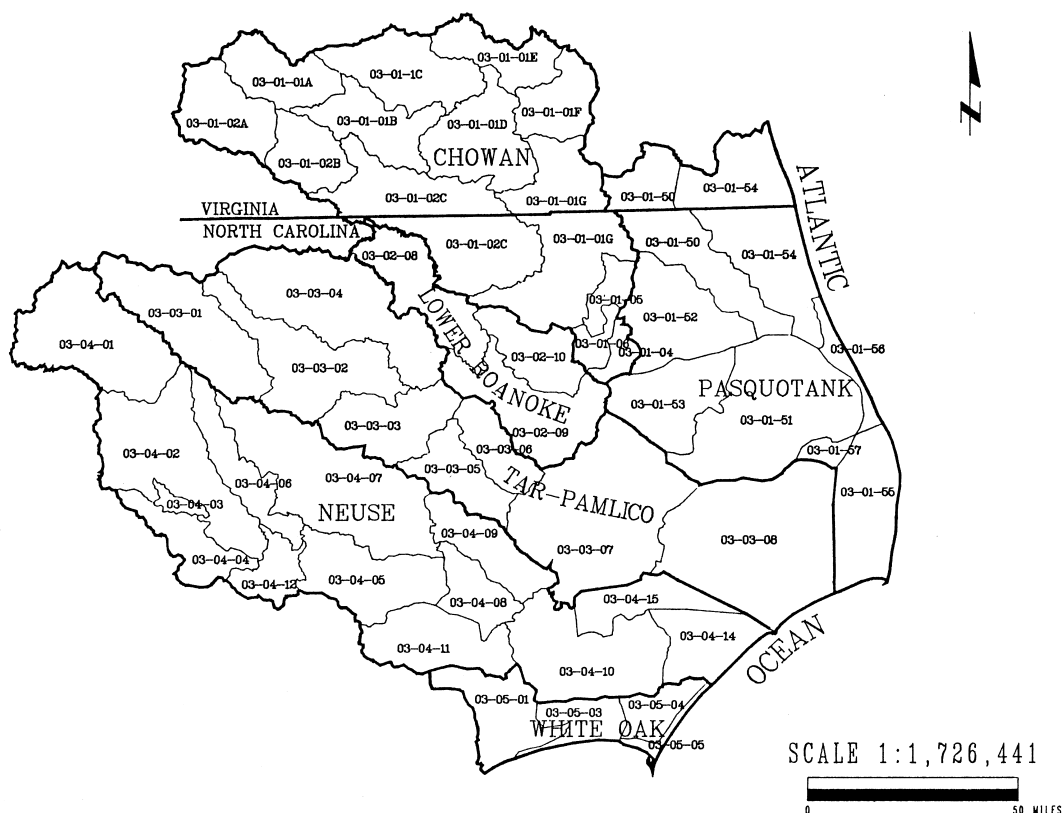 03-01-01E
03-01-1C
03-01-01A
03-01-01F
03-01-02A
03-01-01B
03-01-01D
CHOWAN
03-01-02B
ATLANTIC
03-01-54
03-01-02C
03-01-50
03-01-01G
VIRGINIA
NORTH CAROLINA
N
03-01-02C
03-01-01G
03-01-50
03-01-54
03-02-08
03-03-04
03-01-05
03-03-01
LOWER ROANOKE
03-01-52
03-04-01
03-01-06
03-01-04
03-01-56
03-02-10
03-03-02
PASQUOTANK
03-01-53
03-01-51
03-03-03
03-02-09
03-03-06
03-01-57
03-04-02
03-03-05
03-04-07
TAR-PAMLICO
03-04-06
03-01-55
03-04-03
NEUSE
03-04-09
03-03-08
03-03-07
03-04-04
03-04-12
03-04-05
03-04-08
03-04-15
OCEAN
03-04-14
03-04-11
03-04-10
03-05-01
03-05-03
03-05-04
WHITE OAK
03-05-05
SCALE 1:1,726,441
0 50 MILES